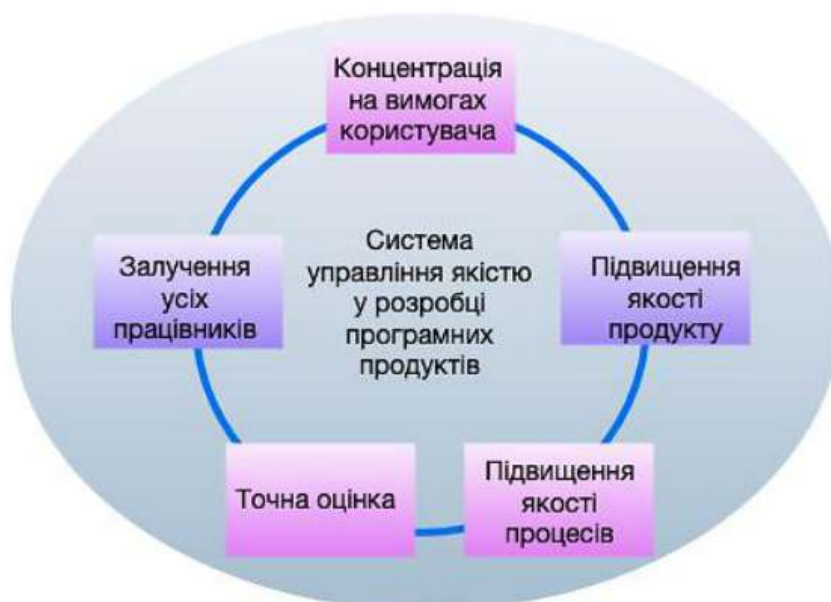 Концентрація
на вимогах
користувача
Залучення
усіх
працівників
Система
управління якістю
у розробці
програмних
продуктів
Підвищення
якості
продукту
Точна оцінка
Підвищення
якості
процесів